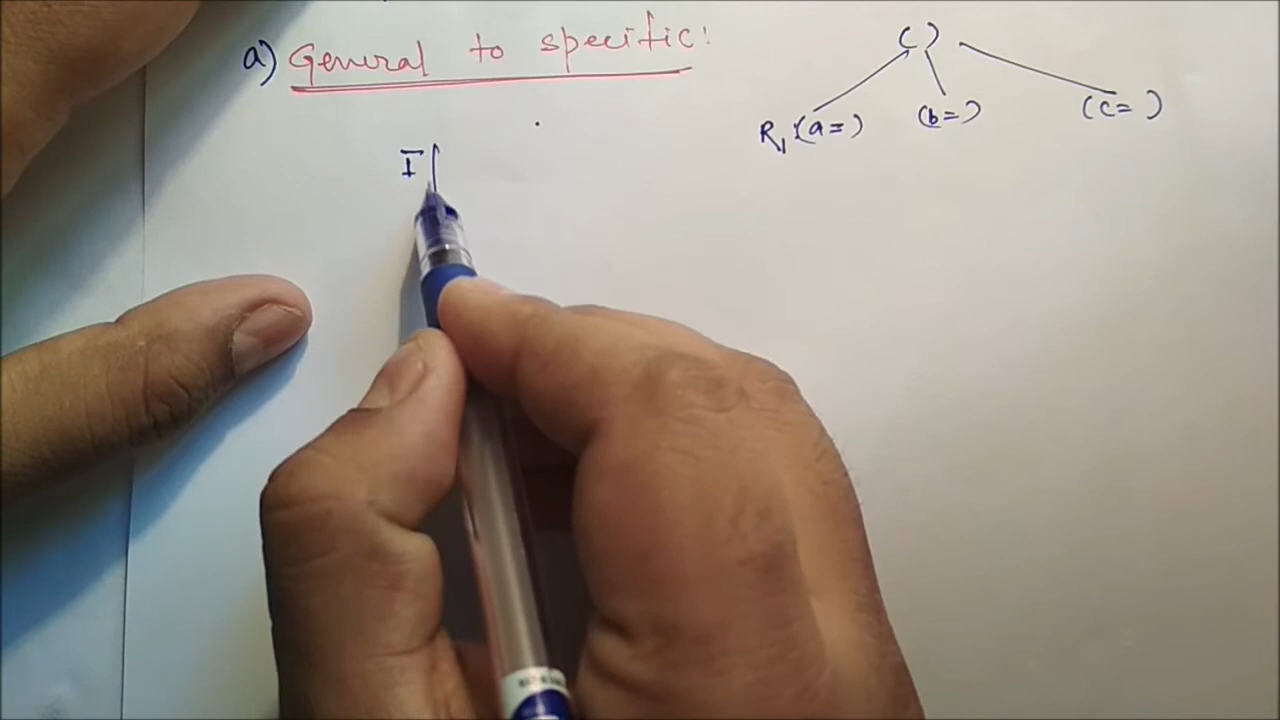 a) General to specific:
( )
R1 (a= )
(b= )
(c= )
I